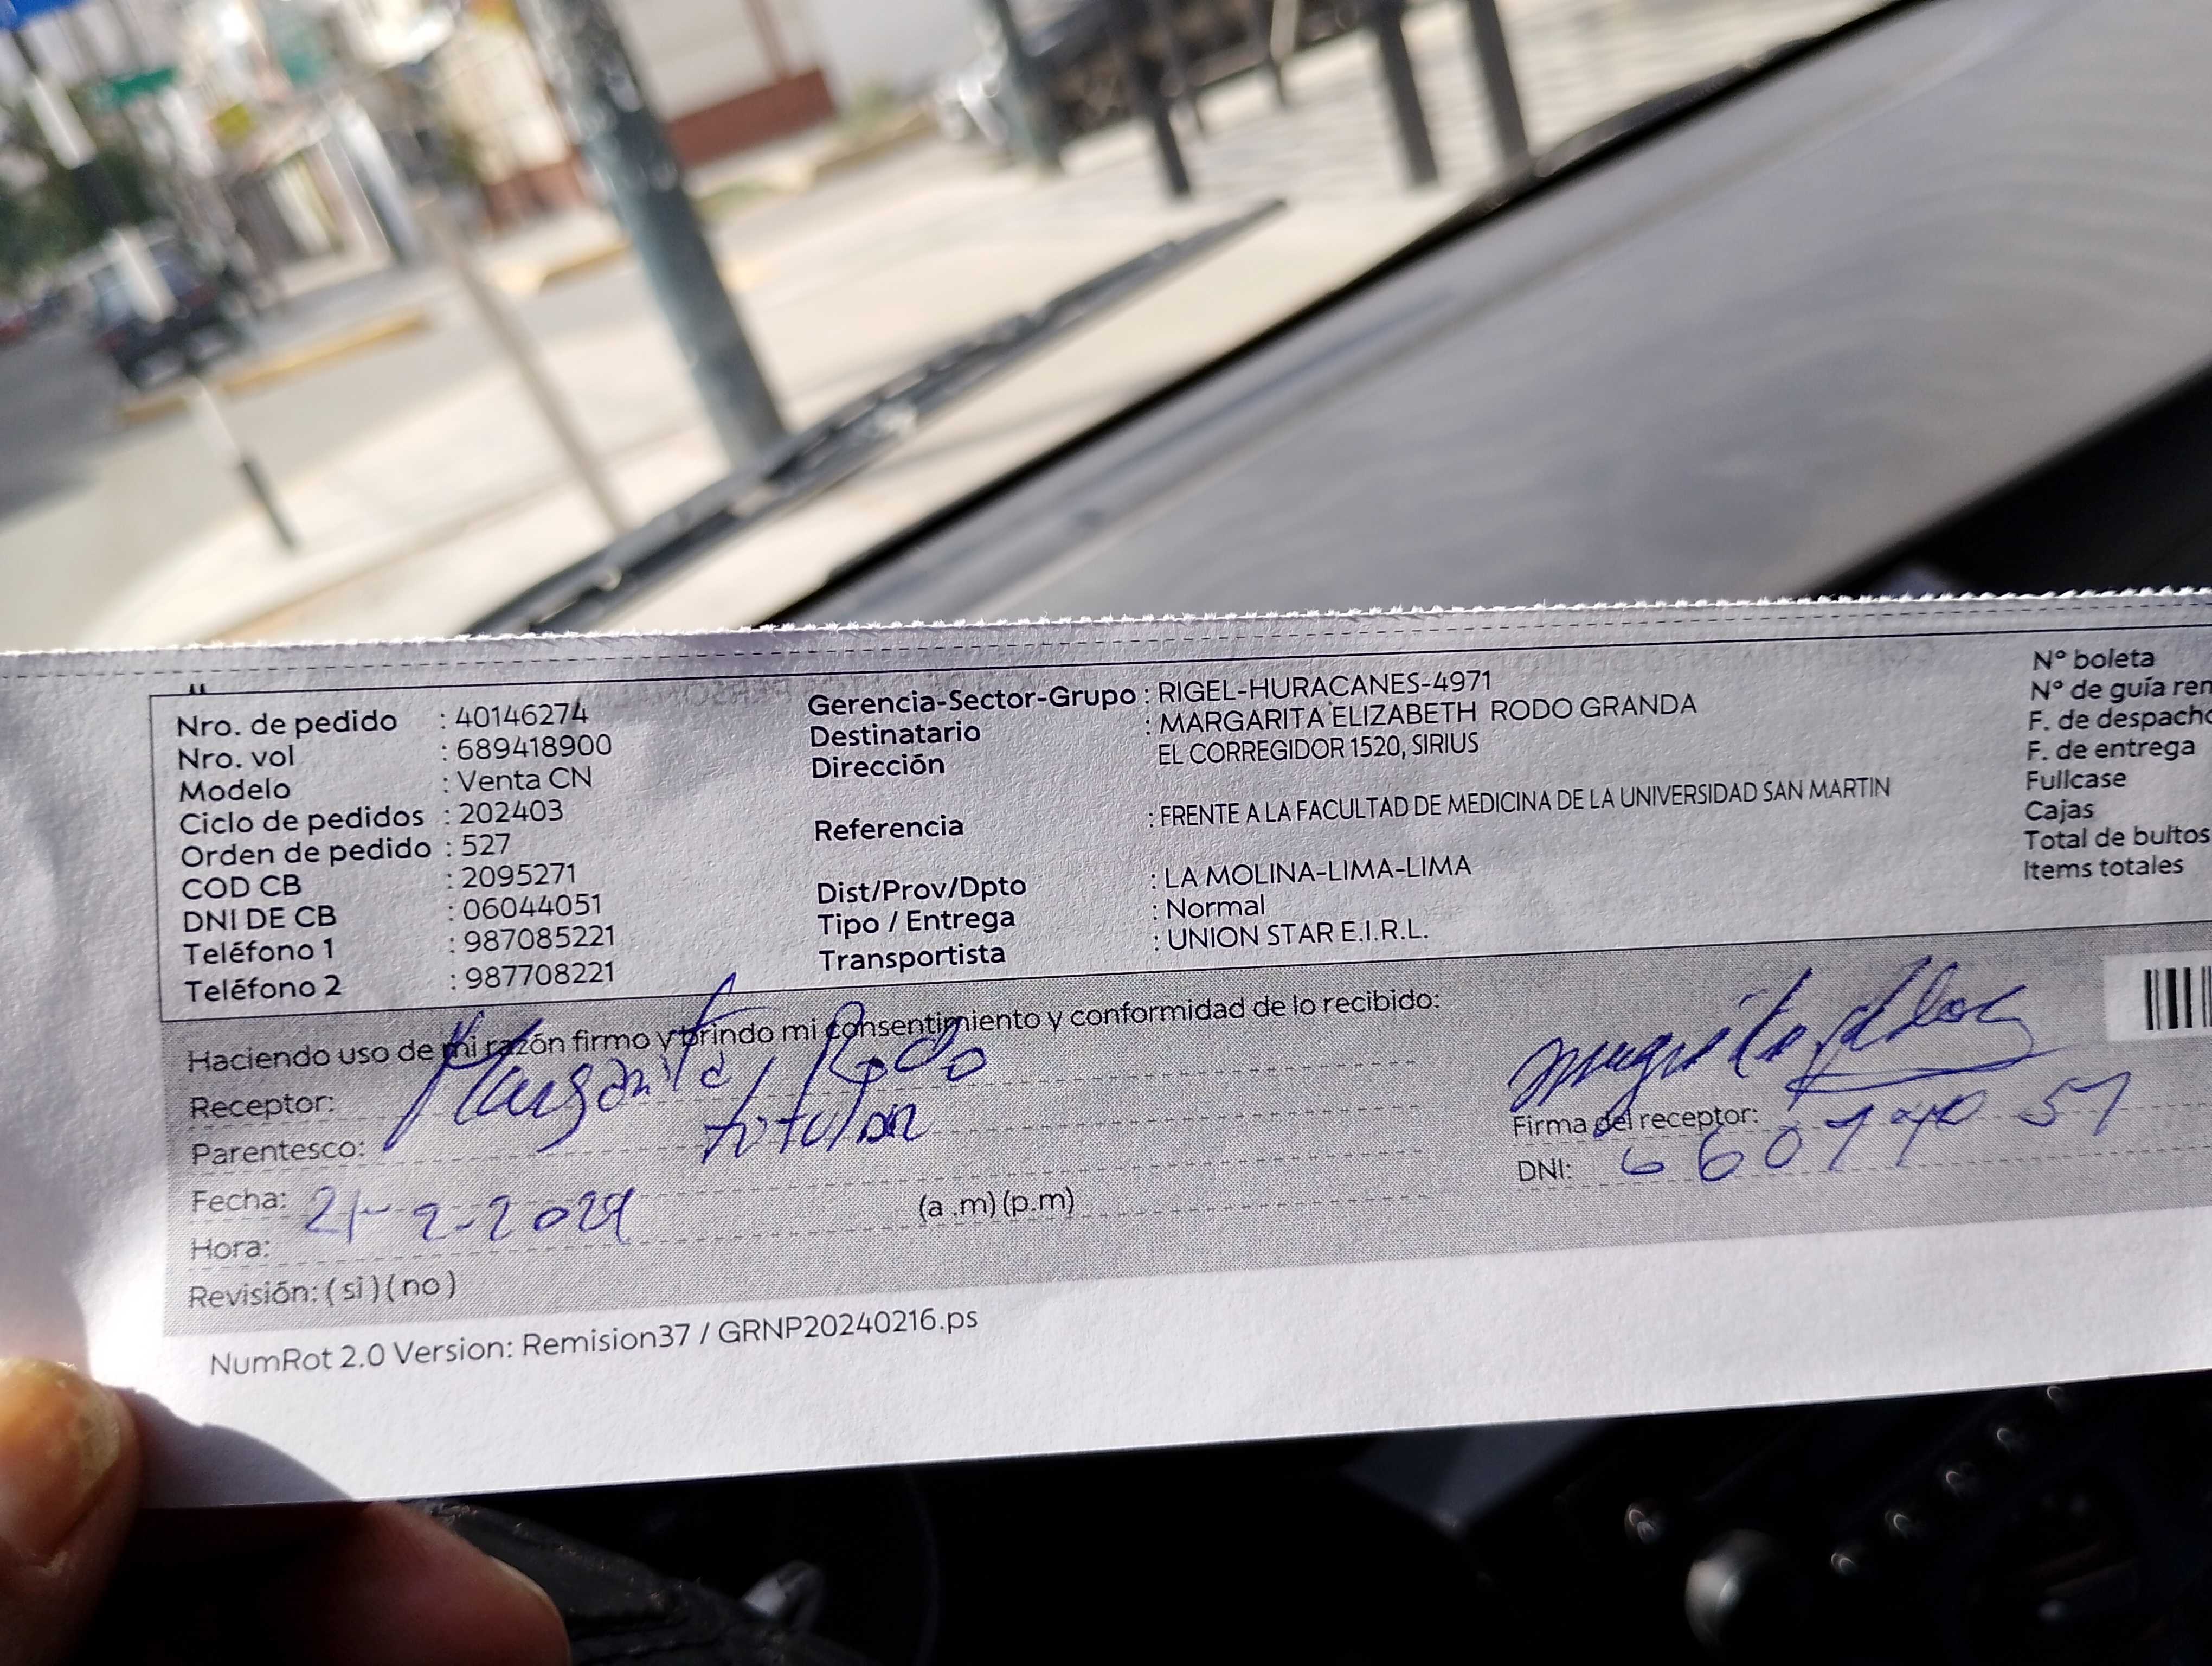 Nro. de pedido : 40146274
Nro. vol : 689418900
Modelo : Venta CN
Ciclo de pedidos : 202403
Orden de pedido : 527
COD CB : 2095271
DNI DE CB : 06044051
Teléfono 1 : 987085221
Teléfono 2 : 987708221
Gerencia-Sector-Grupo : RIGEL-HURACANES-4971
Destinatario : MARGARITA ELIZABETH RODO GRANDA
Dirección EL CORREGIDOR 1520, SIRIUS
Referencia : FRENTE A LA FACULTAD DE MEDICINA DE LA UNIVERSIDAD SAN MARTIN
Dist/Prov/Dpto : LA MOLINA-LIMA-LIMA
Tipo / Entrega : Normal
Transportista : UNION STAR E.I.R.L.
N° boleta
N° de guía rem
F. de despacho
F. de entrega
Fullcase
Cajas
Total de bultos
Items totales
Haciendo uso de mi razón firmo y brindo mi consentimiento y conformidad de lo recibido:
Receptor: Margarita Rodo
Parentesco: titular
Fecha: 21-2-2024
Hora: (a .m) (p.m)
Revisión: ( si ) ( no )
Firma del receptor:
DNI:
NumRot 2.0 Version: Remision37 / GRNP20240216.ps